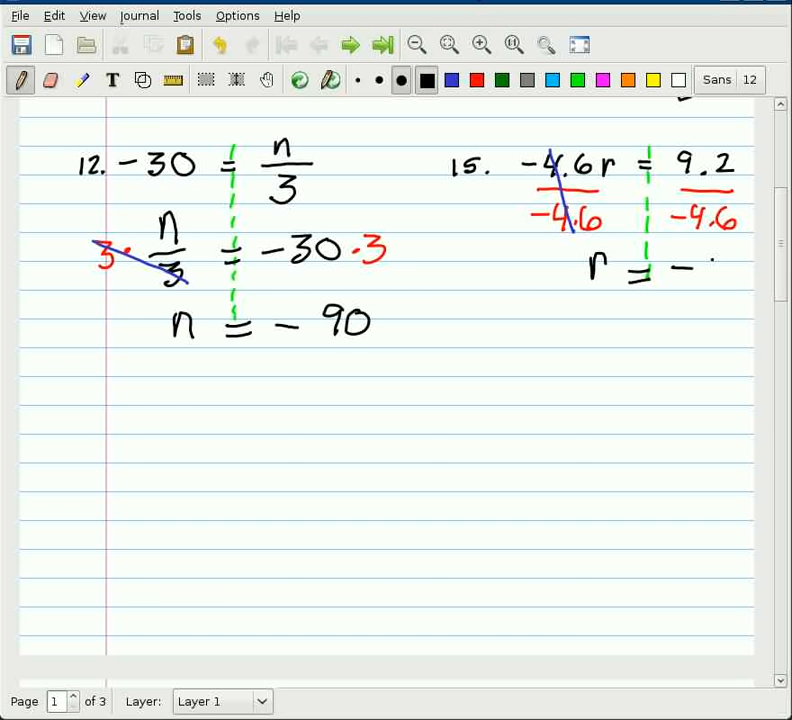 File Edit View Journal Tools Options Help
T Sans 12
12. -30 = n/3
3 · n/3 = -30 · 3
n = - 90
15. -4.6r = 9.2
-4.6 -4.6
r = -
Page 1 of 3 Layer: Layer 1